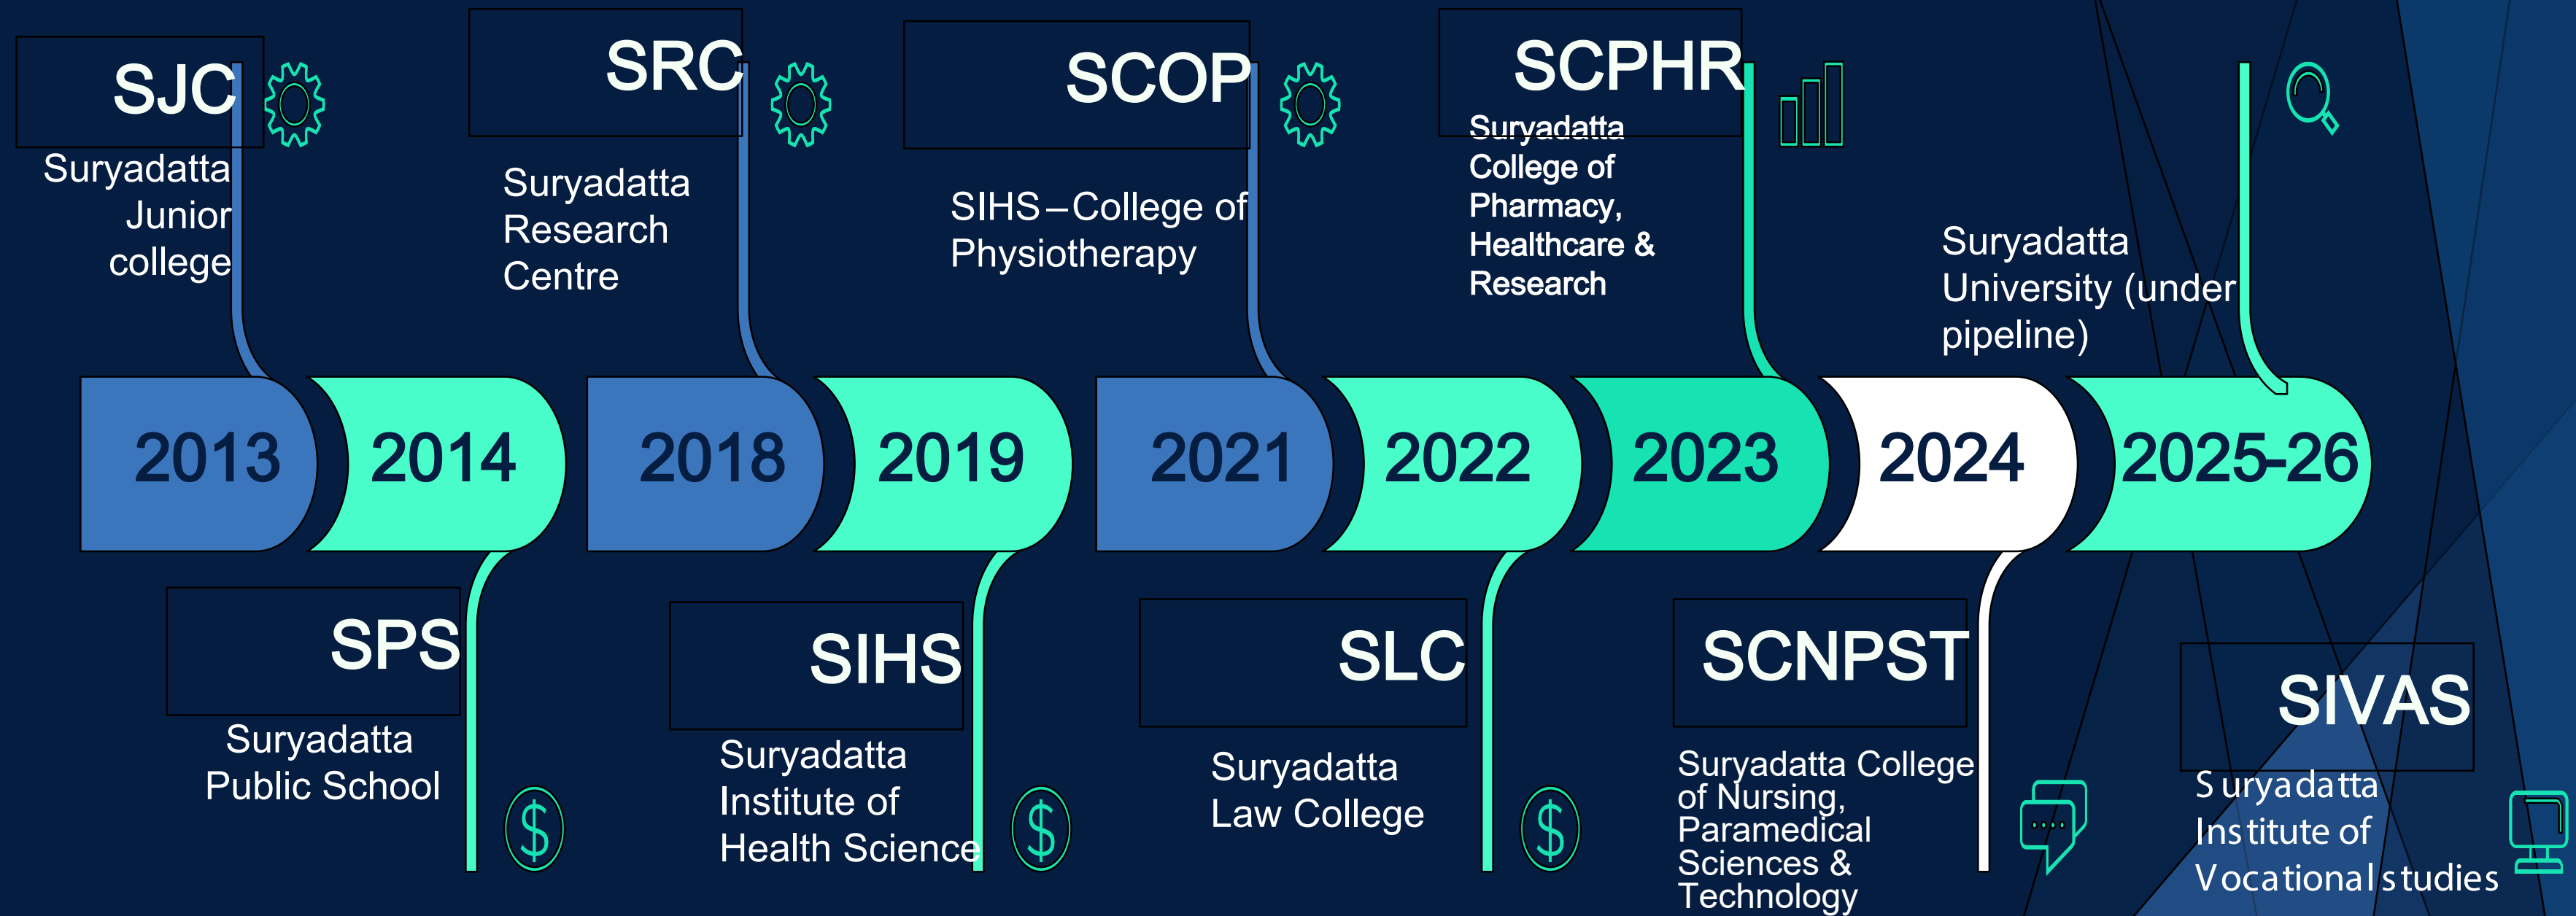 SJC
Suryadatta
Junior
college
SRC
Suryadatta
Research
Centre
SCOP
SIHS – College of
Physiotherapy
SCPHR
Suryadatta
College of
Pharmacy,
Healthcare &
Research
Suryadatta
University (under
pipeline)
2013
2014
2018
2019
2021
2022
2023
2024
2025-26
SPS
Suryadatta
Public School
SIHS
Suryadatta
Institute of
Health Science
SLC
Suryadatta
Law College
SCNPST
Suryadatta College
of Nursing,
Paramedical
Sciences &
Technology
SIVAS
Suryadatta
Institute of
Vocational studies